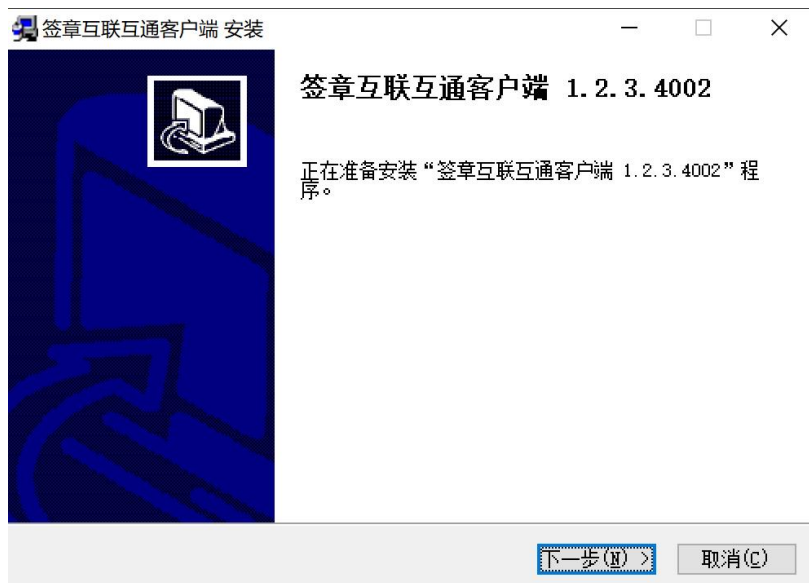 签章互联互通客户端 安装
签章互联互通客户端 1.2.3.4002
正在准备安装“签章互联互通客户端 1.2.3.4002”程
序。
下一步(N) >
取消(C)